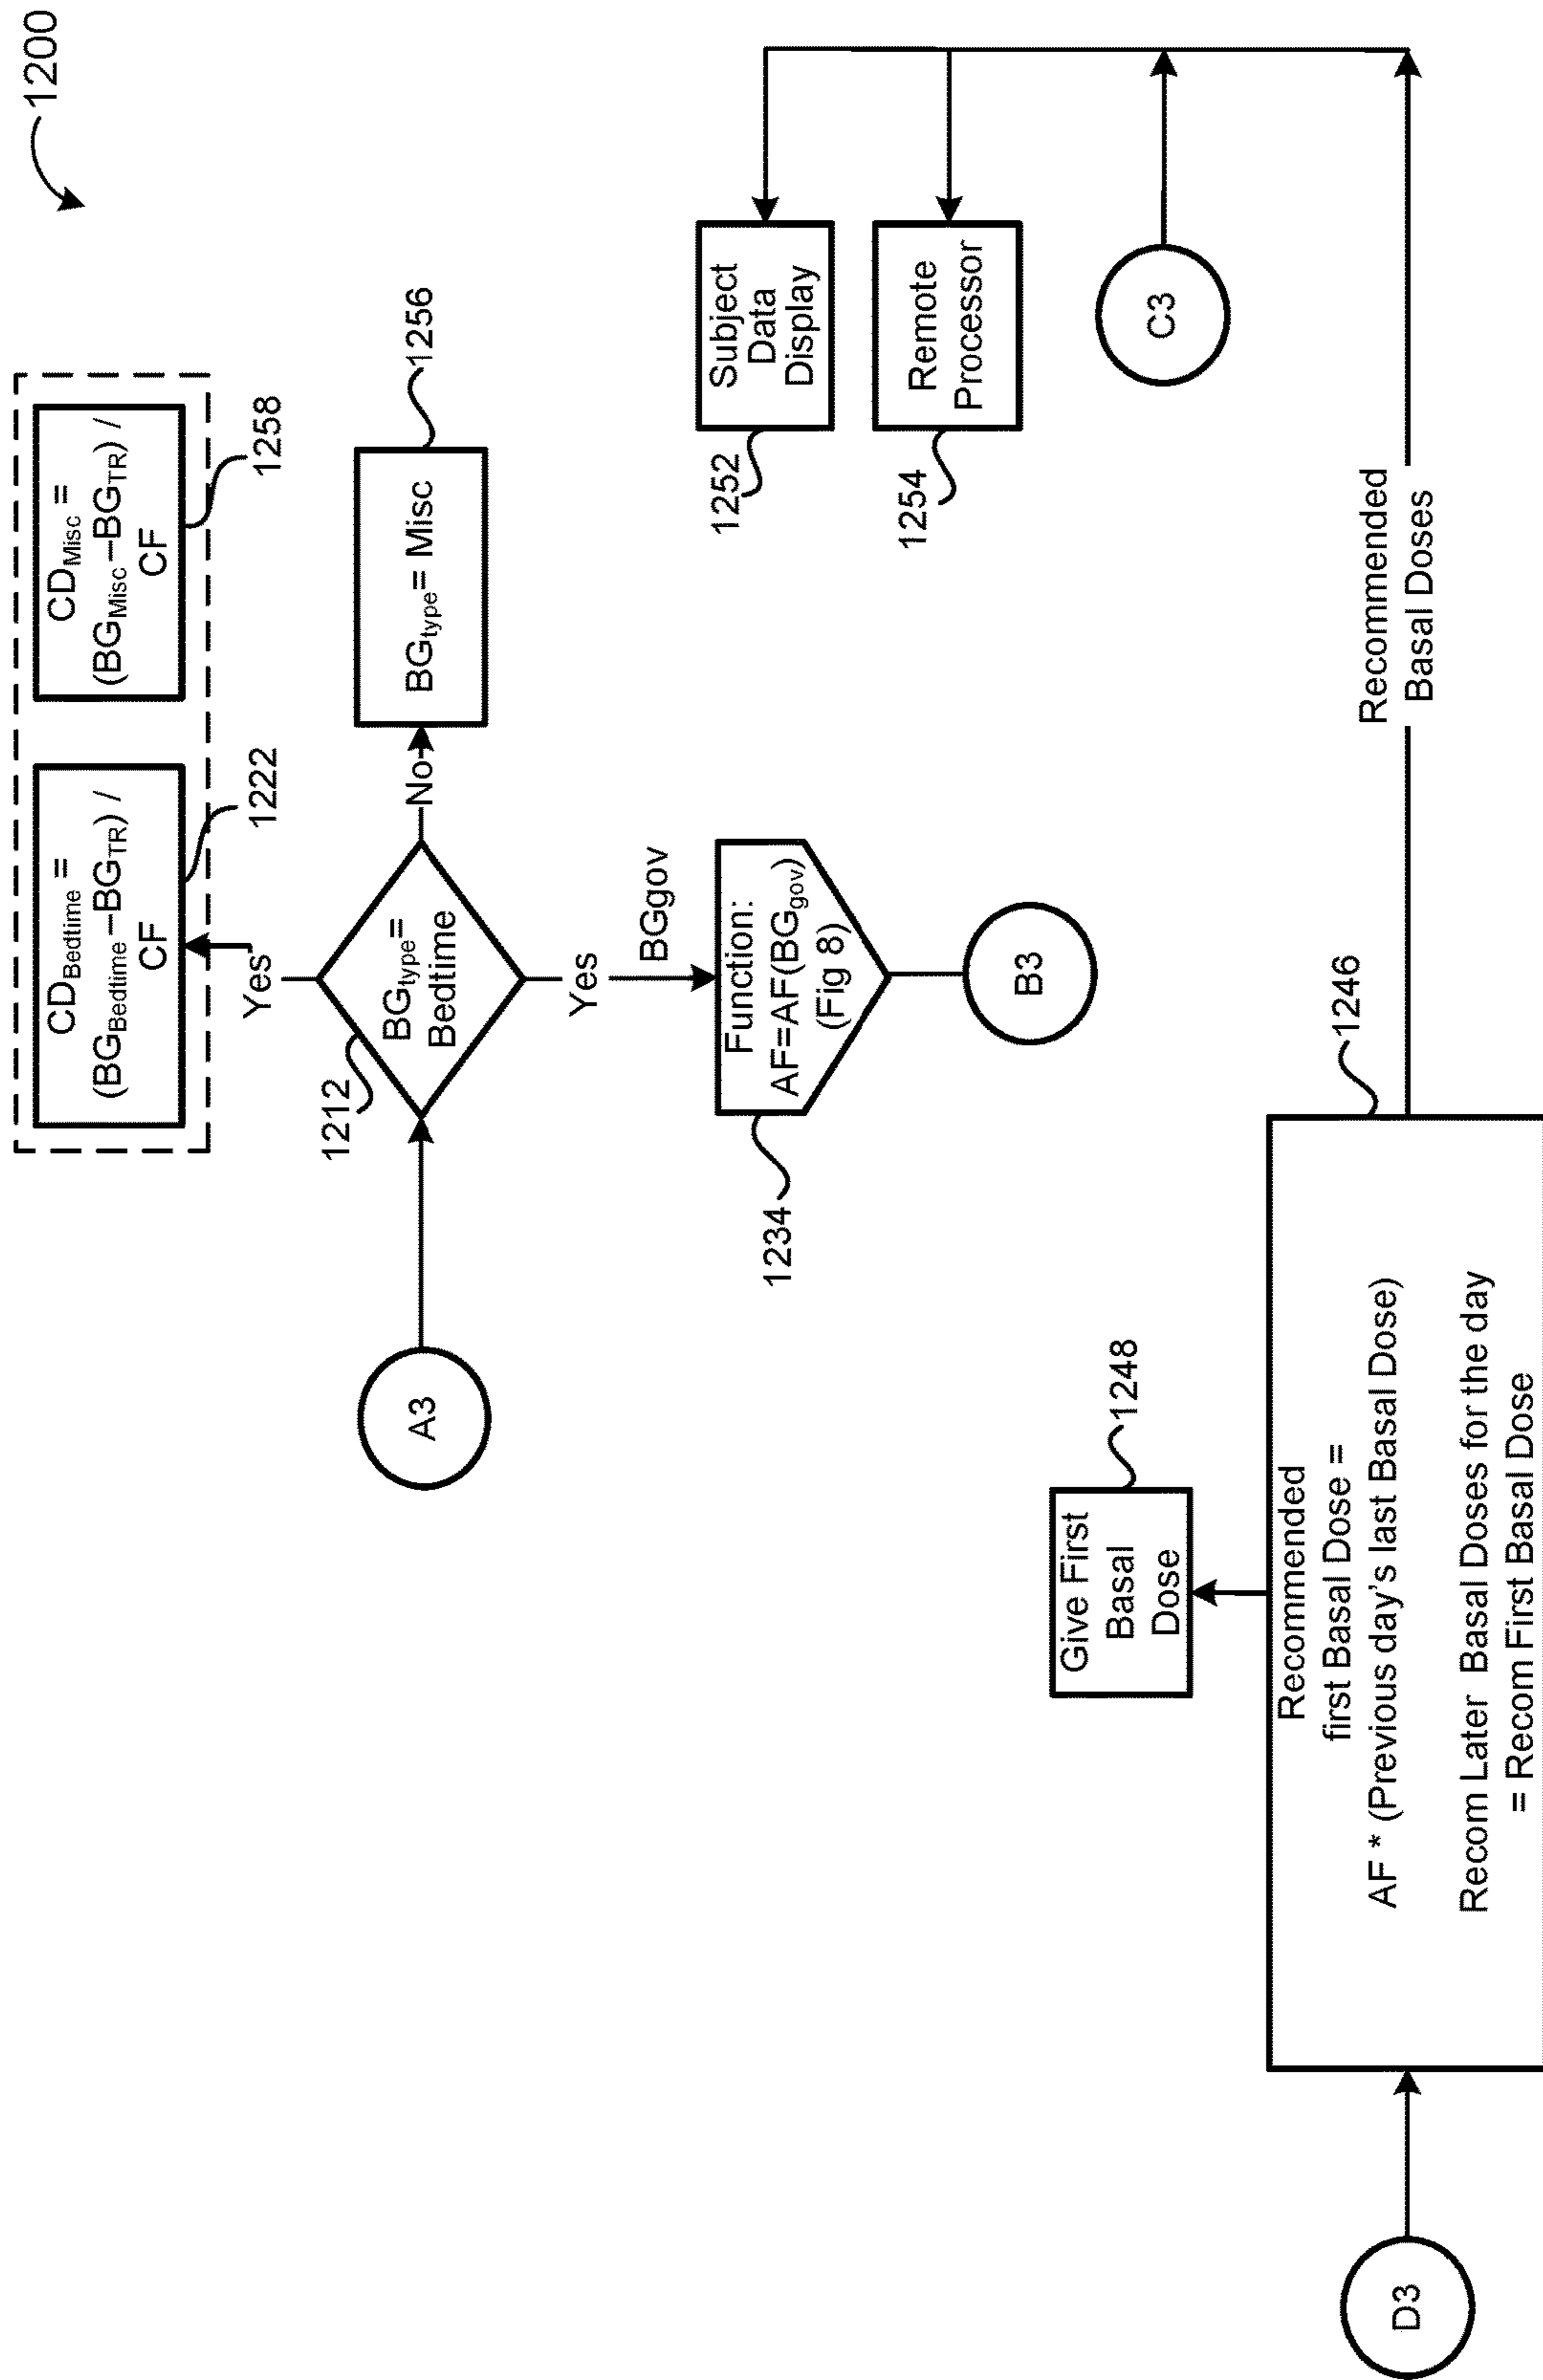 1200
CD_Bedtime =
(BG_Bedtime–BG_TR) /
CF
1222
CD_Misc =
(BG_Misc–BG_TR) /
CF
1258
Yes
A3
1212
BG_type=
Bedtime
No
BG_type= Misc
1256
Yes
BGgov
1234
Function:
AF=AF(BG_gov)
(Fig 8)
B3
1252
Subject
Data
Display
1254
Remote
Processor
C3
1248
Give First
Basal
Dose
D3
1246
Recommended
first Basal Dose =
AF * (Previous day's last Basal Dose)
Recom Later Basal Doses for the day
= Recom First Basal Dose
Recommended
Basal Doses